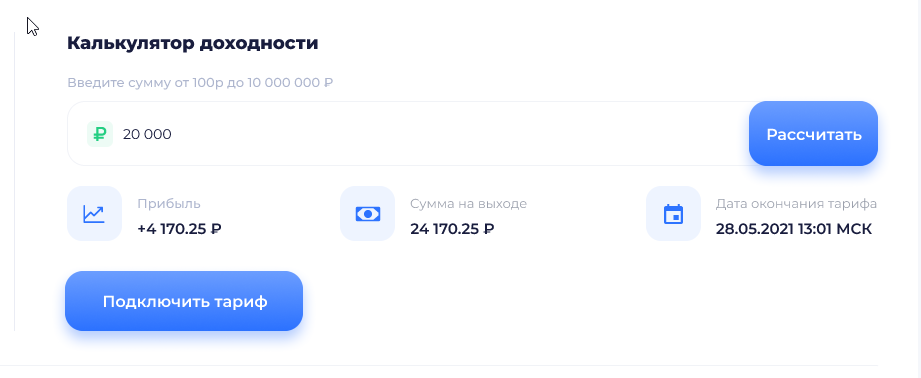 Калькулятор доходности
Введите сумму от 100р до 10 000 000 ₽
₽ 20 000
Рассчитать
Прибыль
+4 170.25 ₽
Сумма на выходе
24 170.25 ₽
Дата окончания тарифа
28.05.2021 13:01 МСК
Подключить тариф